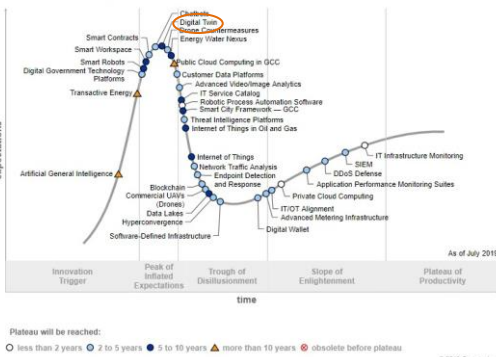 Chatbots
Digital Twin
Drone Countermeasures
Energy Water Nexus
Smart Contracts
Smart Workspace
Smart Robots
Digital Government Technology
Platforms
Transactive Energy
Public Cloud Computing in GCC
Customer Data Platforms
Advanced Video/Image Analytics
IT Service Catalog
Robotic Process Automation Software
Smart City Framework — GCC
Threat Intelligence Platforms
Internet of Things in Oil and Gas
Artificial General Intelligence
Internet of Things
Network Traffic Analysis
Endpoint Detection
and Response
Blockchain
Commercial UAVs
(Drones)
Data Lakes
Hyperconvergence
Software-Defined Infrastructure
IT Infrastructure Monitoring
SIEM
DDoS Defense
Application Performance Monitoring Suites
Private Cloud Computing
IT/OT Alignment
Advanced Metering Infrastructure
Digital Wallet
As of July 2019
Innovation
Trigger
Peak of
Inflated
Expectations
Trough of
Disillusionment
Slope of
Enlightenment
Plateau of
Productivity
time
Plateau will be reached:
less than 2 years
2 to 5 years
5 to 10 years
more than 10 years
obsolete before plateau